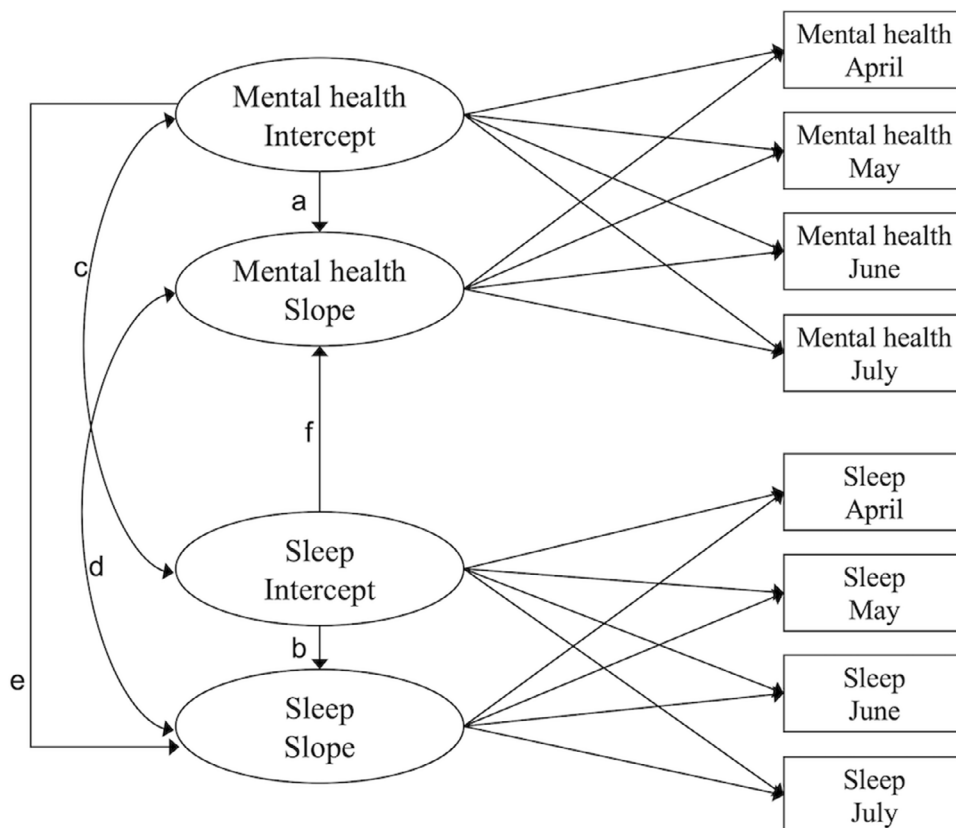 Mental health
Intercept
a
Mental health
Slope
c
f
d
Sleep
Intercept
b
e
Sleep
Slope
Mental health
April
Mental health
May
Mental health
June
Mental health
July
Sleep
April
Sleep
May
Sleep
June
Sleep
July